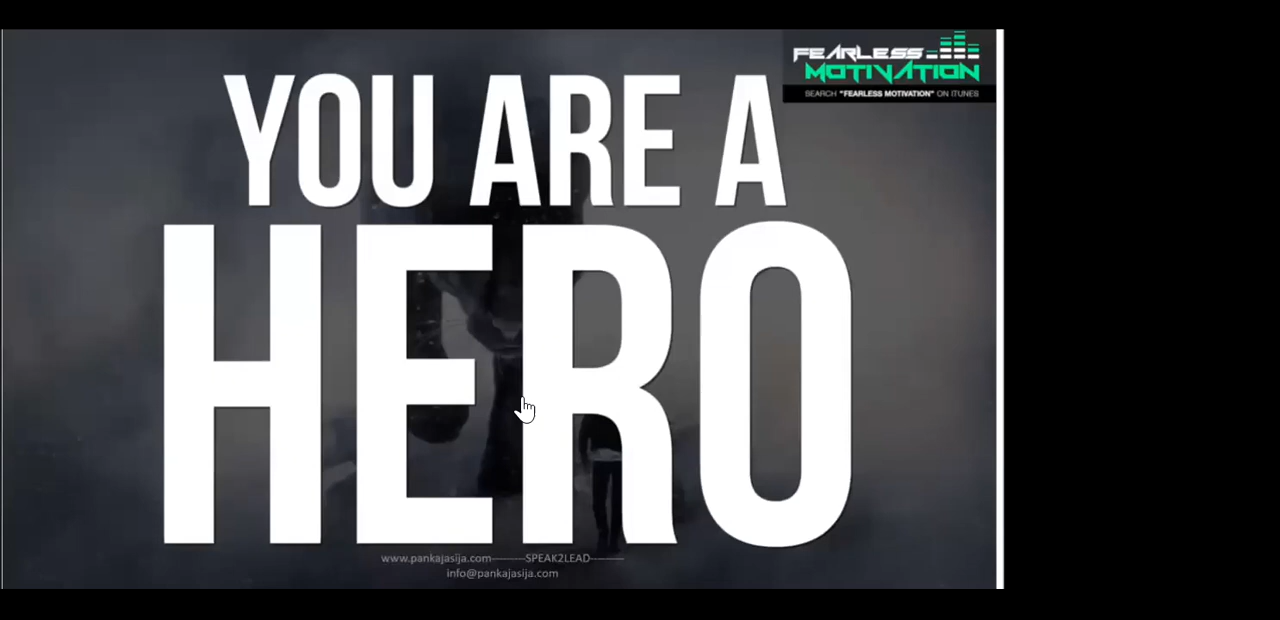 FEARLESS
MOTIVATION
SEARCH "FEARLESS MOTIVATION" ON ITUNES
YOU ARE A
HERO
www.pankajasija.com----------SPEAK2LEAD----------
info@pankajasija.com